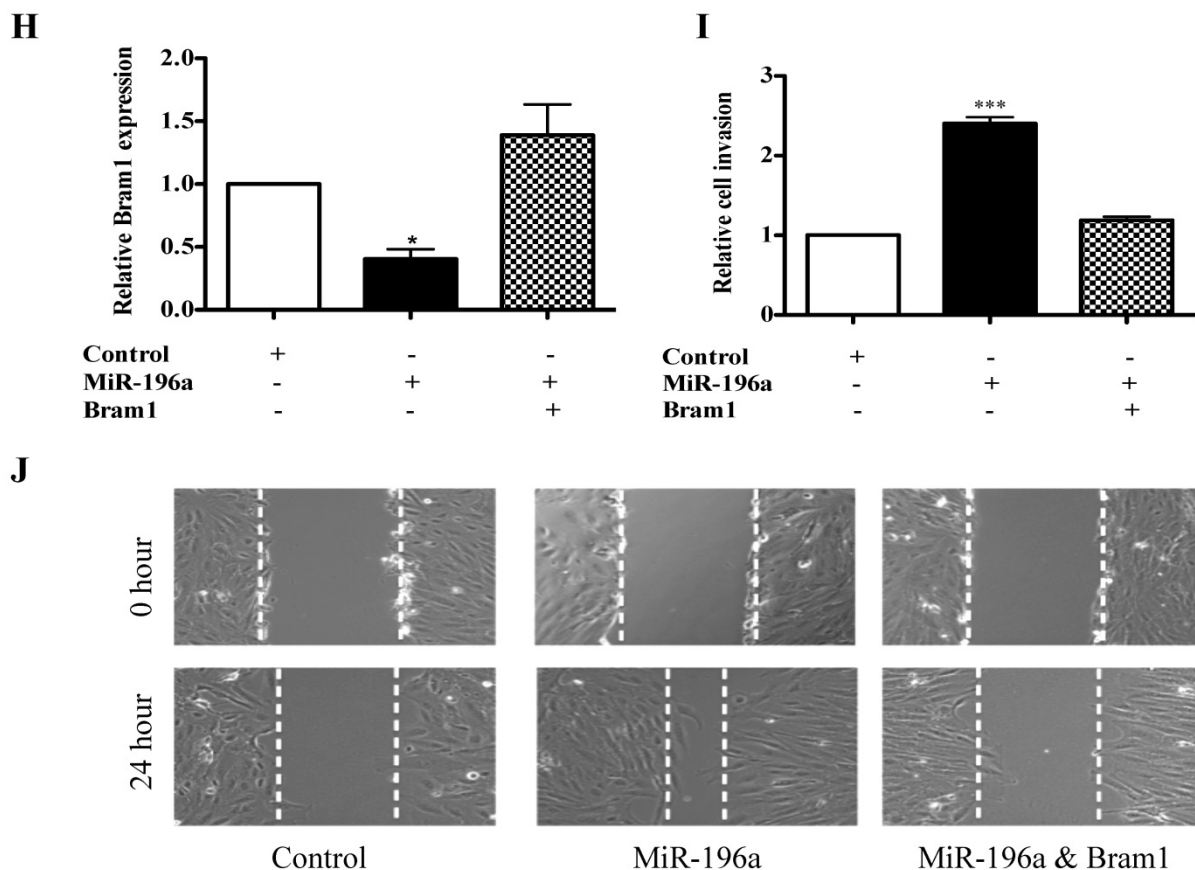 H
Relative Bram1 expression
2.0
1.5
1.0
0.5
0.0
*
Control + - -
MiR-196a - + +
Bram1 - - +
I
Relative cell invasion
3
2
1
0
***
Control + - -
MiR-196a - + +
Bram1 - - +
J
0 hour
24 hour
Control
MiR-196a
MiR-196a & Bram1